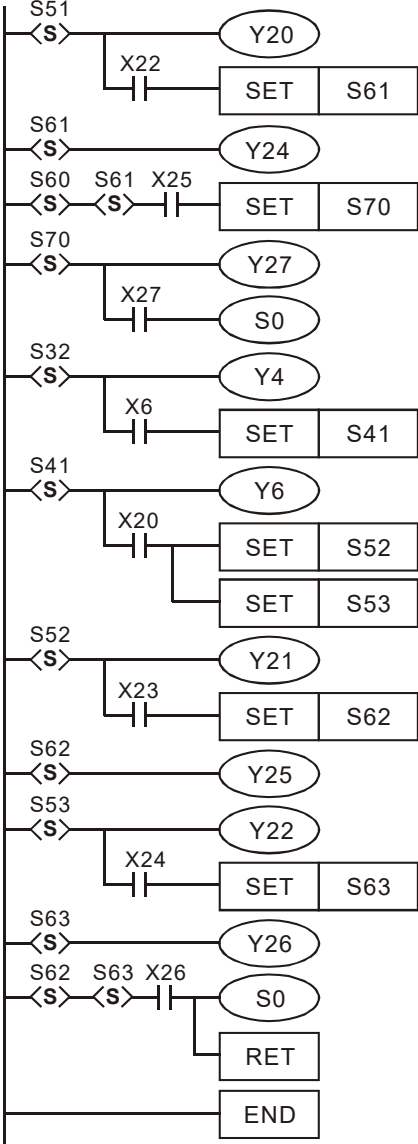 S51
S Y20
X22
SET S61
S61
S Y24
S60 S61 X25
S S SET S70
S70
S Y27
X27
S0
S32
S Y4
X6
SET S41
S41
S Y6
X20
SET S52
SET S53
S52
S Y21
X23
SET S62
S62
S Y25
S53
S Y22
X24
SET S63
S63
S Y26
S62 S63 X26
S S S0
RET
END